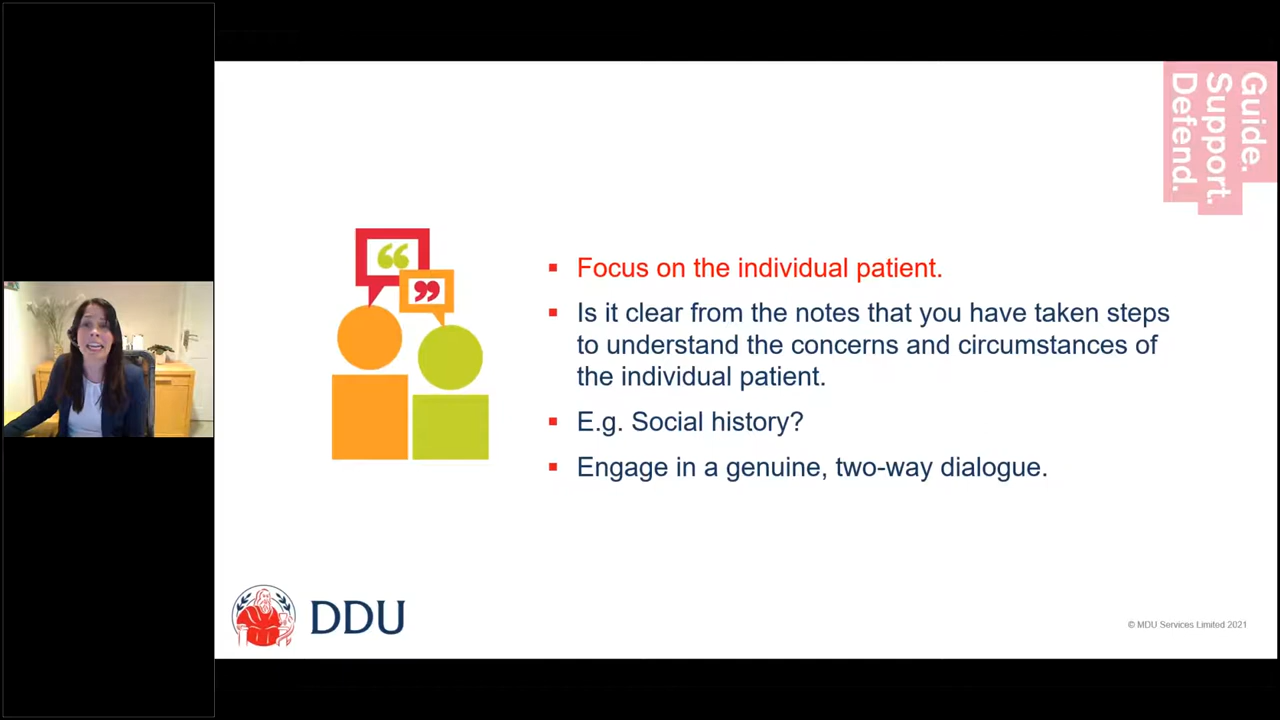 Guide.
Support.
Defend.
“
”
Focus on the individual patient.
Is it clear from the notes that you have taken steps
to understand the concerns and circumstances of
the individual patient.
E.g. Social history?
Engage in a genuine, two-way dialogue.
DDU
© MDU Services Limited 2021